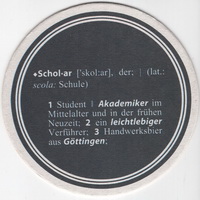 ♦Schol-ar ['skol:ar], der; | (lat.:
scola: Schule)
1 Student | Akademiker im
Mittelalter und in der frühen
Neuzeit; 2 ein leichtlebiger
Verführer; 3 Handwerksbier
aus Göttingen;